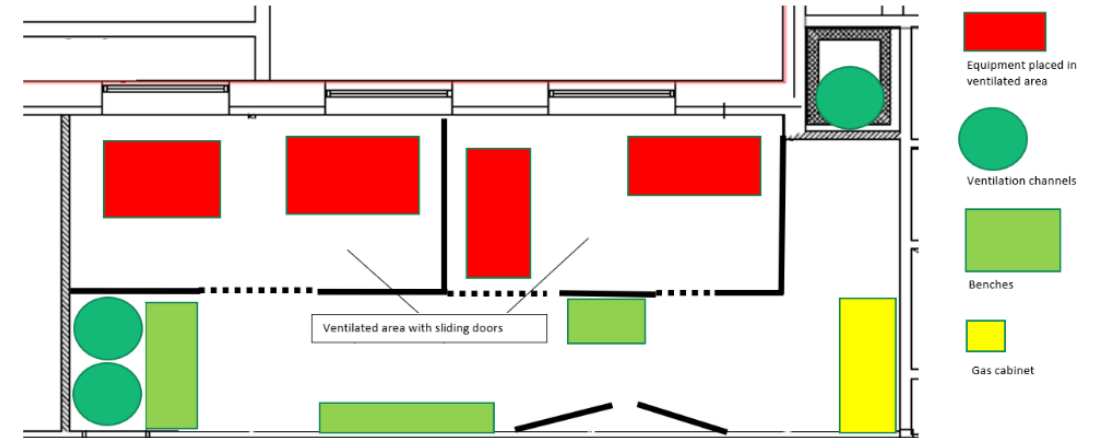 Equipment placed in
ventilated area
Ventilation channels
Benches
Ventilated area with sliding doors
Gas cabinet